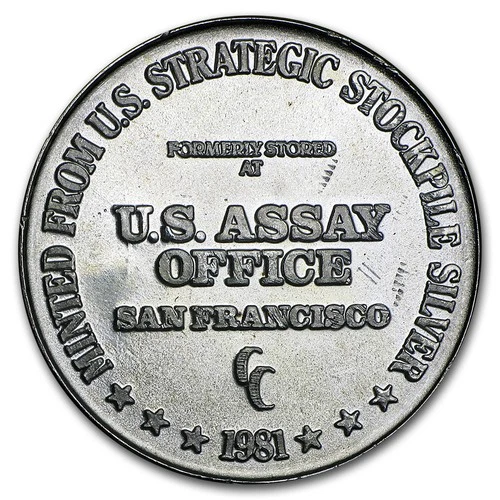 MINTED FROM U.S. STRATEGIC STOCKPILE SILVER
FORMERLY STORED
AT
U.S. ASSAY
OFFICE
SAN FRANCISCO
CC
1981